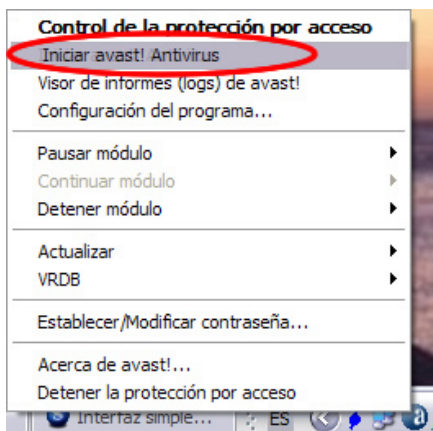 Control de la protección por acceso
Iniciar avast! Antivirus
Visor de informes (logs) de avast!
Configuración del programa...
Pausar módulo
Continuar módulo
Detener módulo
Actualizar
VRDB
Establecer/Modificar contraseña...
Acerca de avast!...
Detener la protección por acceso
Interfaz simple... ES